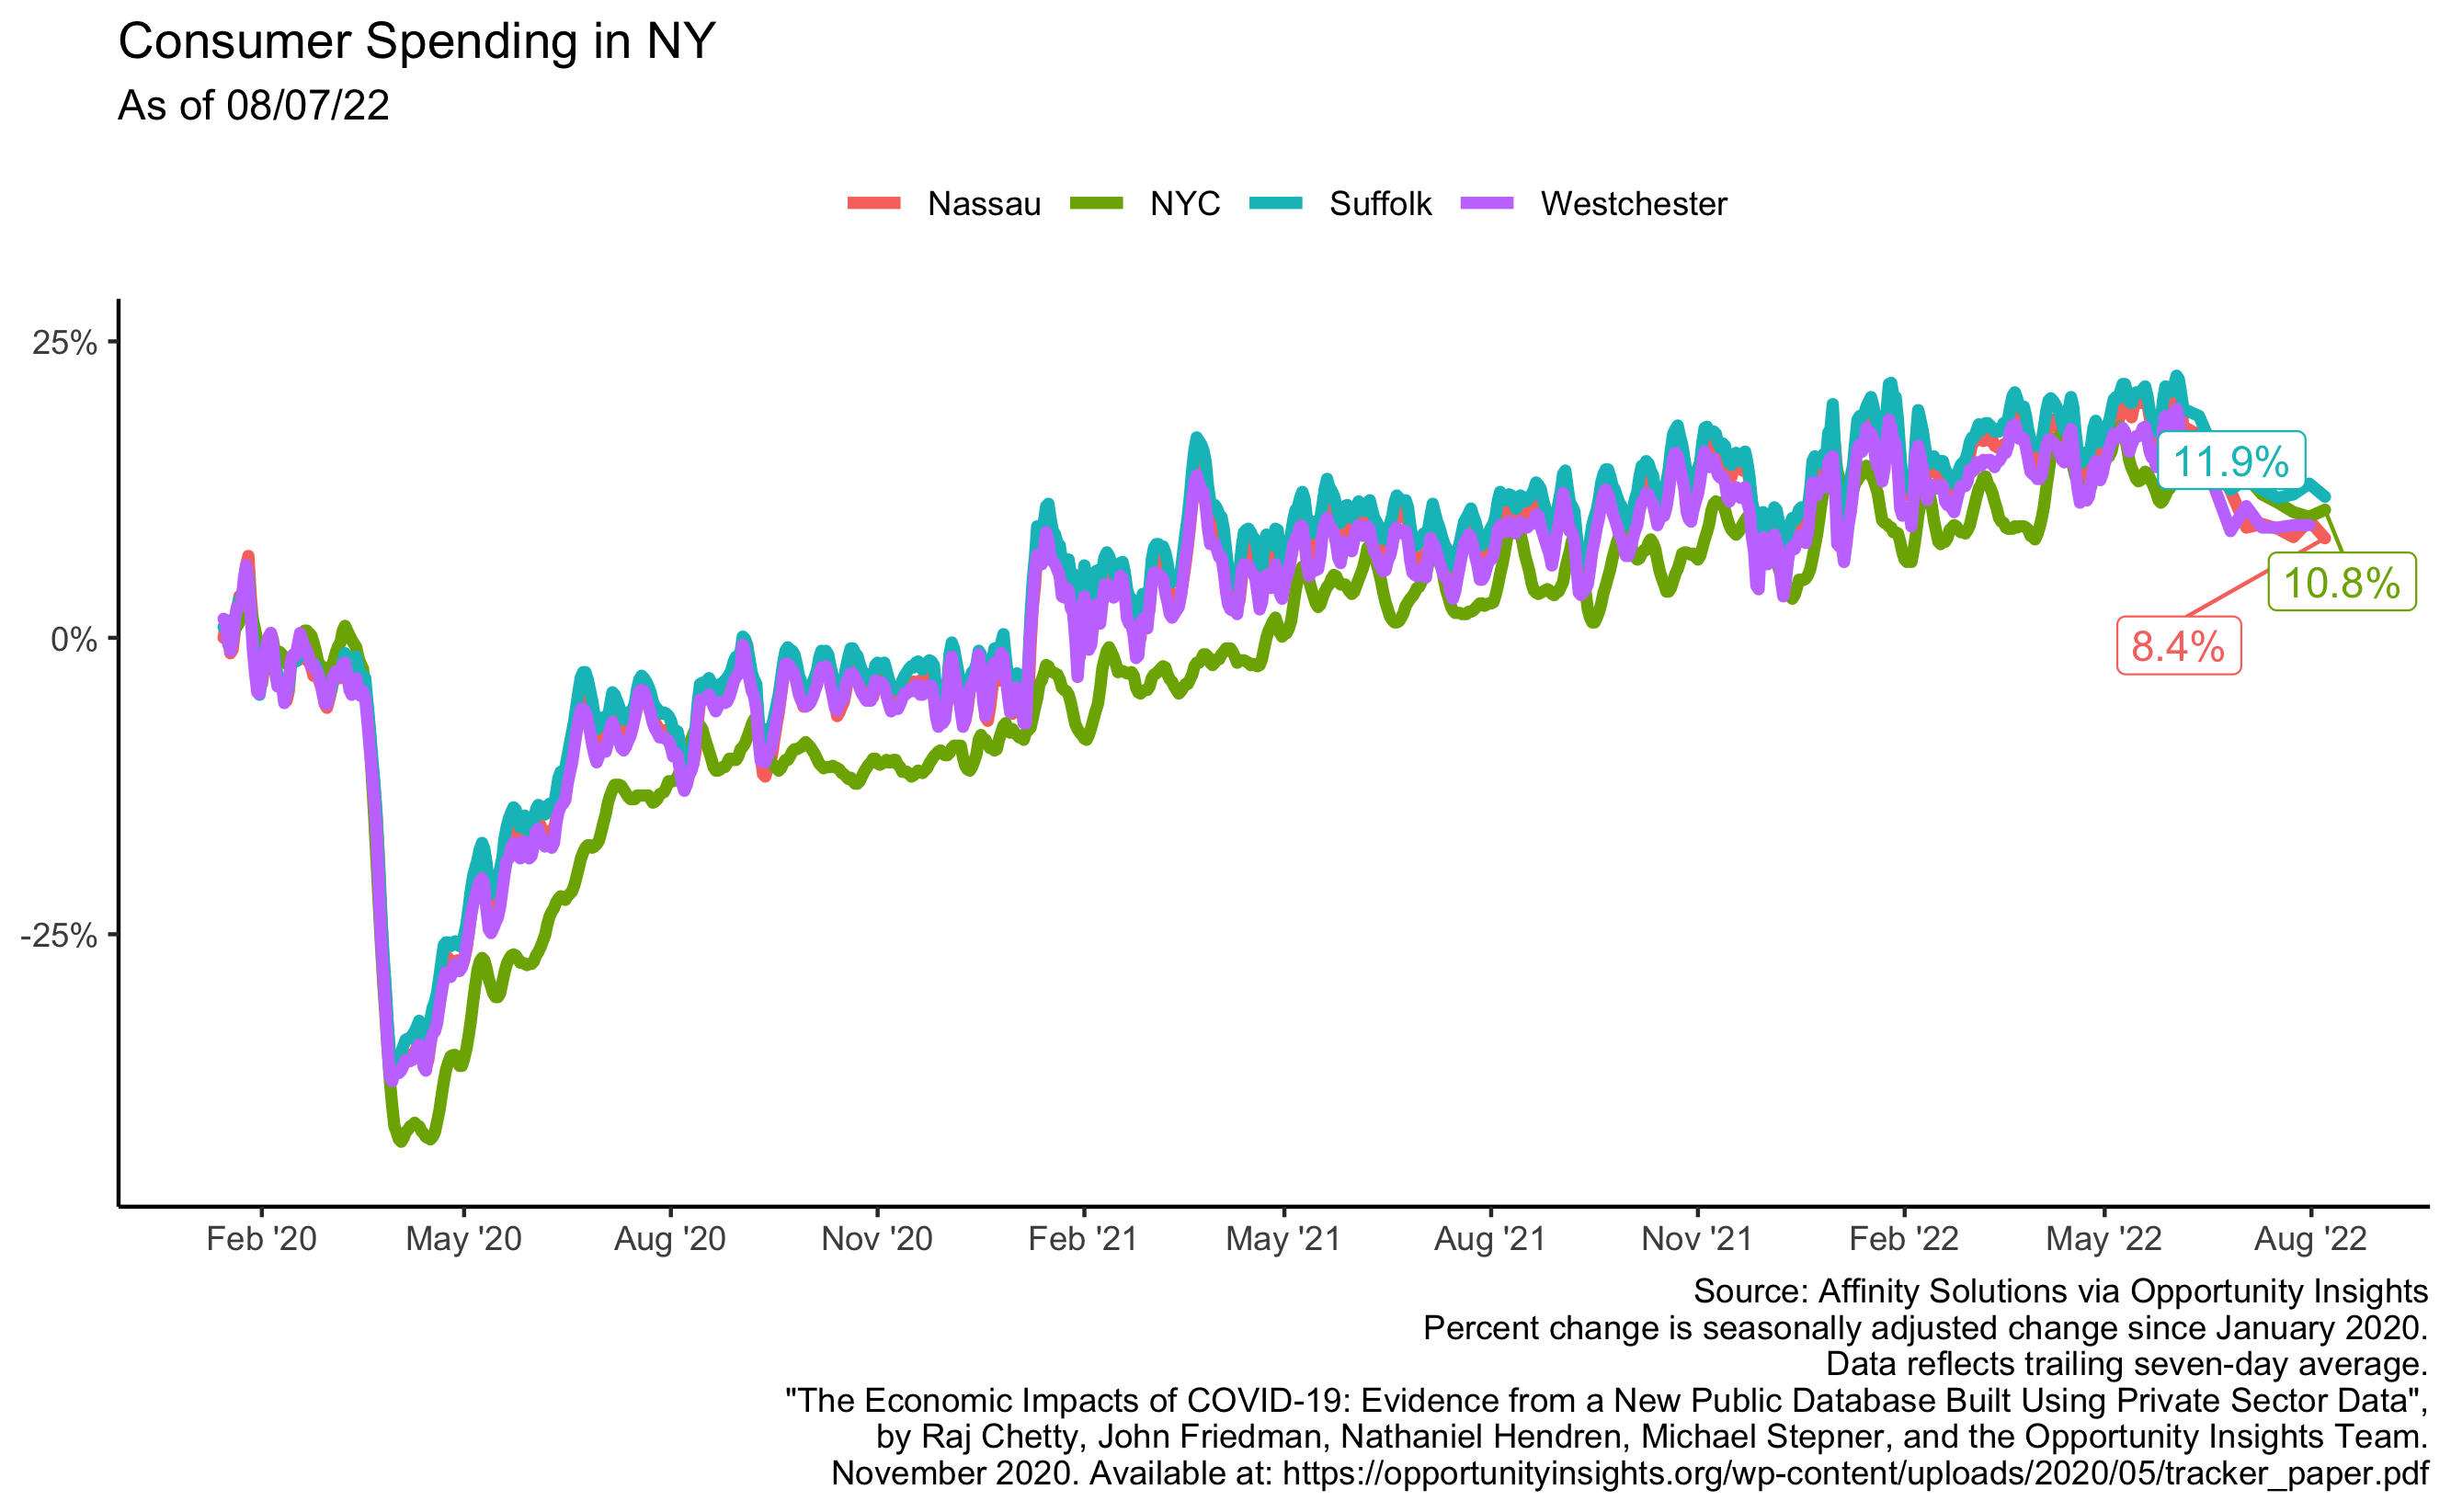 Consumer Spending in NY
As of 08/07/22
Nassau NYC Suffolk Westchester
25%
0%
-25%
11.9%
10.8%
8.4%
Feb '20 May '20 Aug '20 Nov '20 Feb '21 May '21 Aug '21 Nov '21 Feb '22 May '22 Aug '22
Source: Affinity Solutions via Opportunity Insights
Percent change is seasonally adjusted change since January 2020.
Data reflects trailing seven-day average.
"The Economic Impacts of COVID-19: Evidence from a New Public Database Built Using Private Sector Data",
by Raj Chetty, John Friedman, Nathaniel Hendren, Michael Stepner, and the Opportunity Insights Team.
November 2020. Available at: https://opportunityinsights.org/wp-content/uploads/2020/05/tracker_paper.pdf